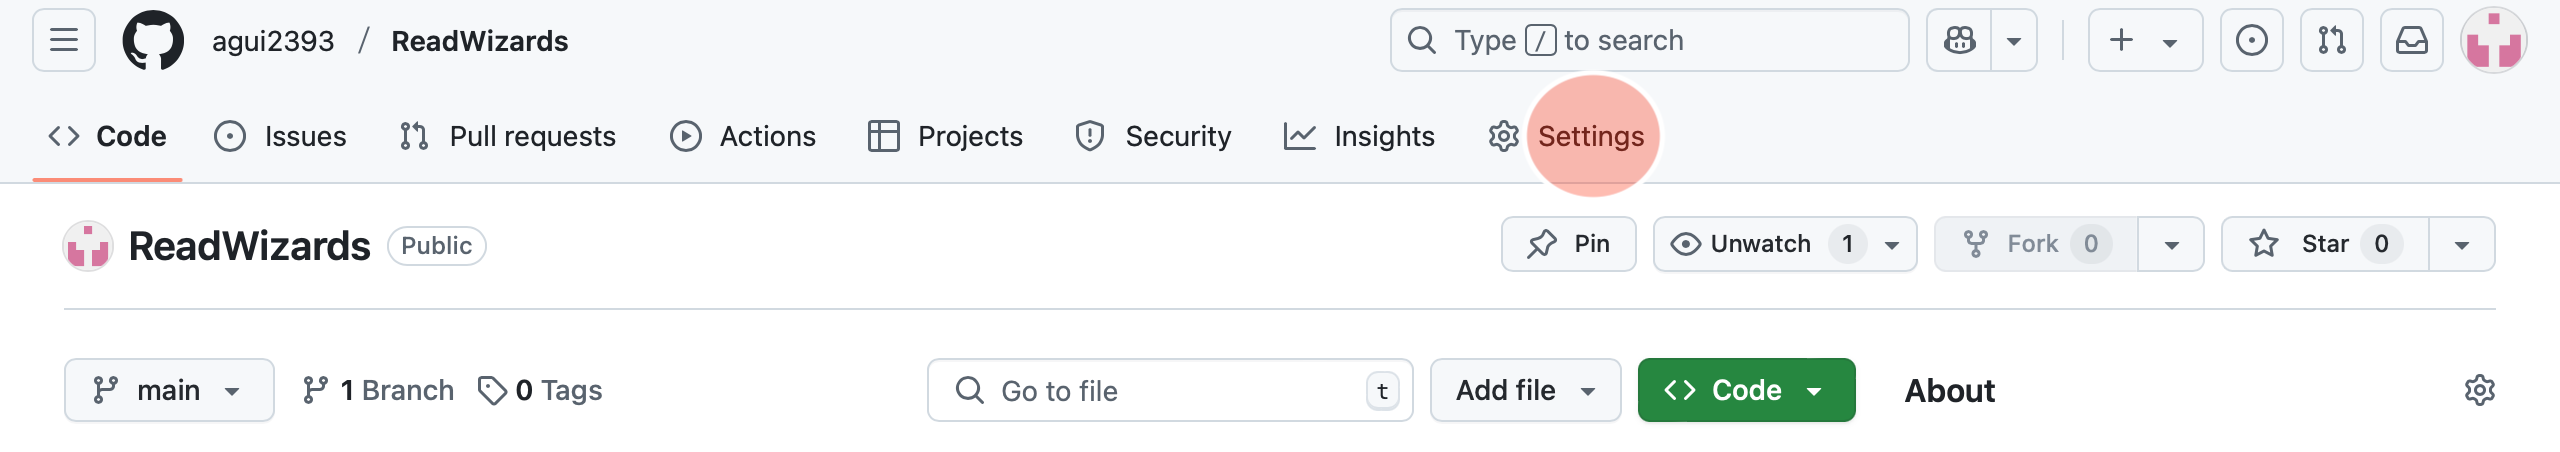 agui2393 / ReadWizards Type / to search
Code Issues Pull requests Actions Projects Security Insights Settings
ReadWizards Public Pin Unwatch 1 Fork 0 Star 0
main 1 Branch 0 Tags Go to file t Add file Code About